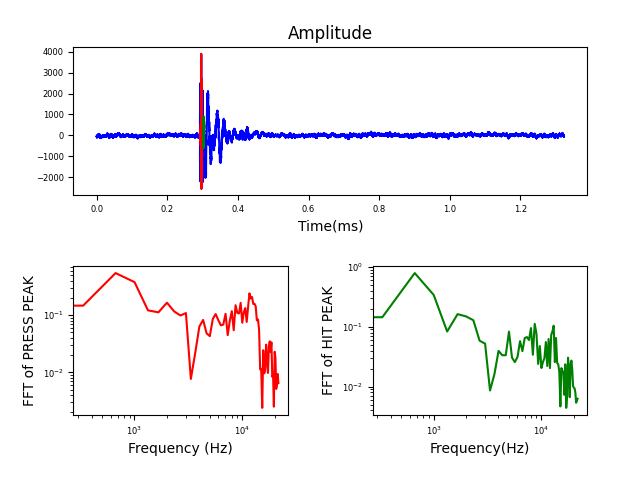 Amplitude
4000
3000
2000
1000
0
−1000
−2000
0.0 0.2 0.4 0.6 0.8 1.0 1.2
Time(ms)
FFT of PRESS PEAK
10⁻¹
10⁻²
10³ 10⁴
Frequency (Hz)
FFT of HIT PEAK
10⁰
10⁻¹
10⁻²
10³ 10⁴
Frequency(Hz)